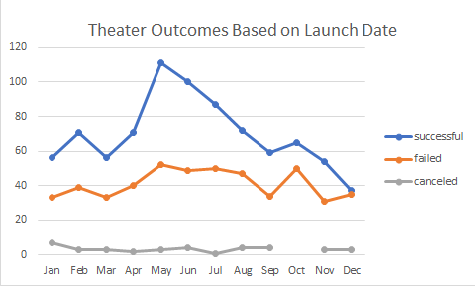 Theater Outcomes Based on Launch Date
120
100
80
60
40
20
0
Jan Feb Mar Apr May Jun Jul Aug Sep Oct Nov Dec
successful
failed
canceled